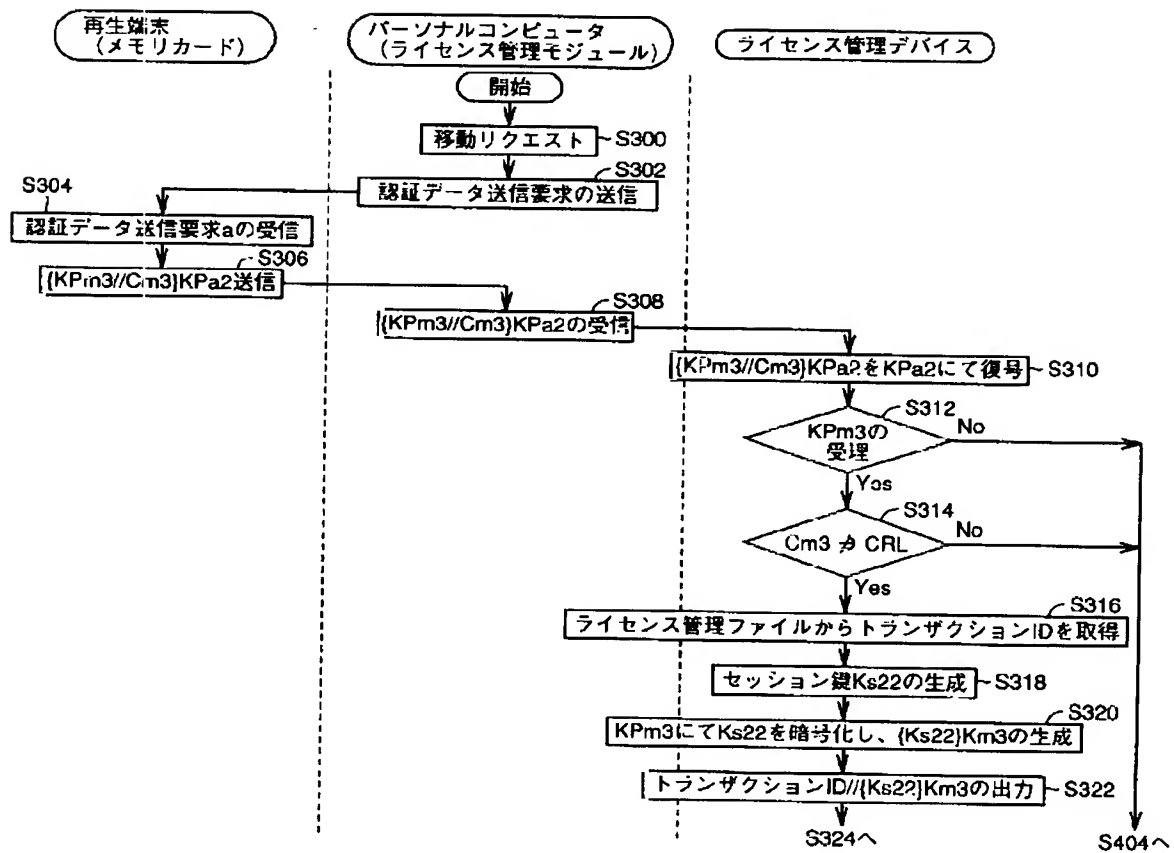 再生端末
（メモリカード）
パーソナルコンピュータ
（ライセンス管理モジュール）
ライセンス管理デバイス
開始
移動リクエスト
S300
S302
認証データ送信要求の送信
S304
認証データ送信要求aの受信
S306
{KPm3//Cm3}KPa2送信
S308
{KPm3//Cm3}KPa2の受信
{KPm3//Cm3}KPa2をKPa2にて復号
S310
S312
KPm3の
受理
No
Yes
S314
Cm3 ∌ CRL
No
Yes
S316
ライセンス管理ファイルからトランザクションIDを取得
セッション鍵Ks22の生成
S318
S320
KPm3にてKs22を暗号化し、{Ks22}Km3の生成
トランザクションID//{Ks22}Km3の出力
S322
S324へ
S404へ